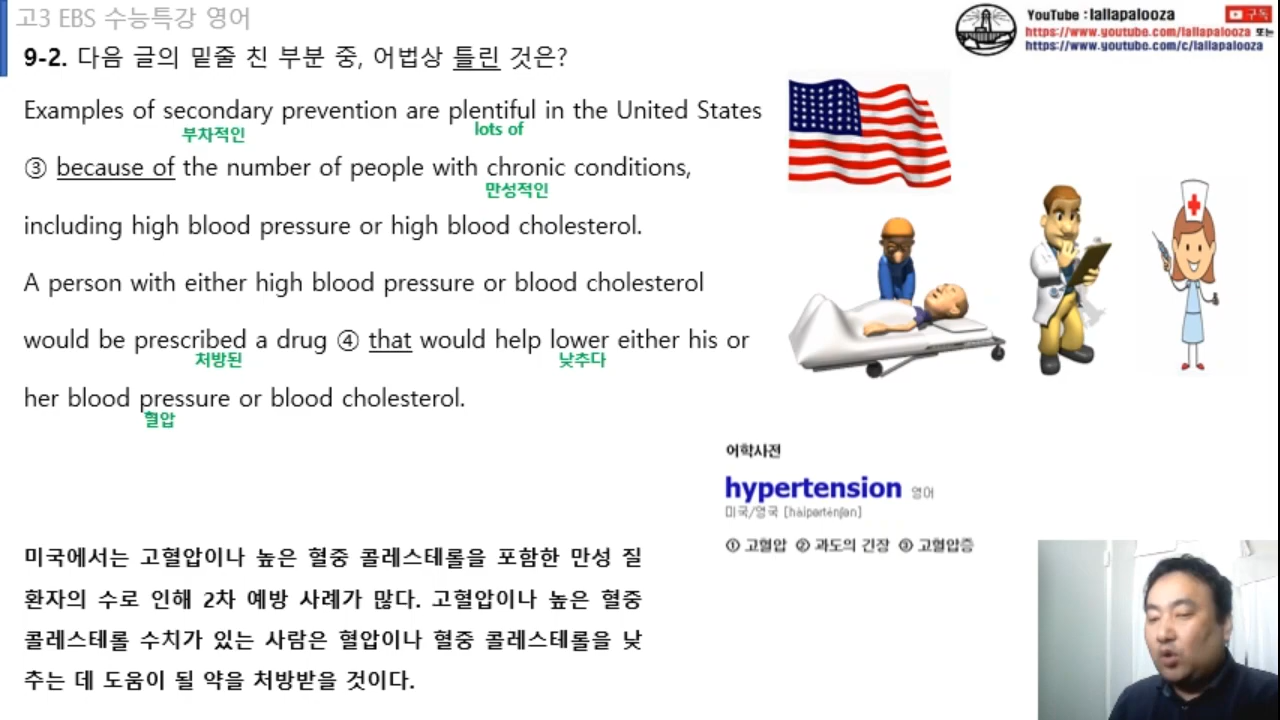 고3 EBS 수능특강 영어
YouTube : lallapalooza
구독
https://www.youtube.com/lallapalooza 또는
https://www.youtube.com/c/lallapalooza
9-2. 다음 글의 밑줄 친 부분 중, 어법상 틀린 것은?
Examples of secondary prevention are plentiful in the United States
부차적인
lots of
③ because of the number of people with chronic conditions,
만성적인
including high blood pressure or high blood cholesterol.
A person with either high blood pressure or blood cholesterol
would be prescribed a drug ④ that would help lower either his or
처방된
낮추다
her blood pressure or blood cholesterol.
혈압
어학사전
hypertension 영어
미국/영국 [hàipərténʃən]
① 고혈압 ② 과도의 긴장 ③ 고혈압증
미국에서는 고혈압이나 높은 혈중 콜레스테롤을 포함한 만성 질
환자의 수로 인해 2차 예방 사례가 많다. 고혈압이나 높은 혈중
콜레스테롤 수치가 있는 사람은 혈압이나 혈중 콜레스테롤을 낮
추는 데 도움이 될 약을 처방받을 것이다.